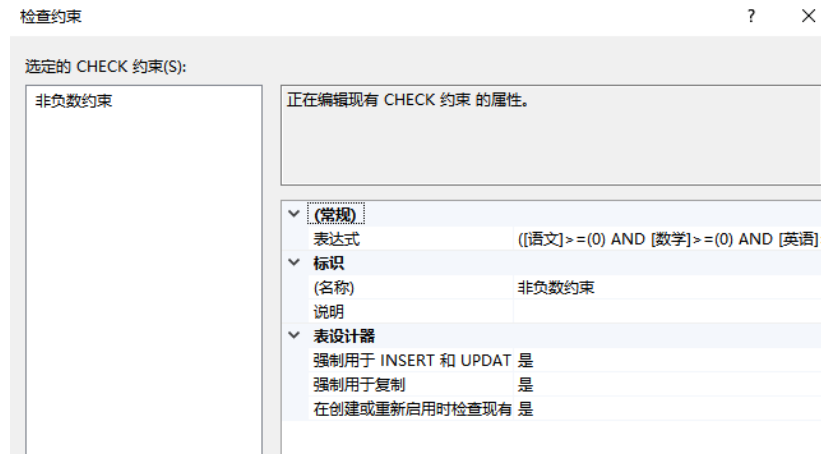 检查约束
选定的 CHECK 约束(S):
非负数约束
正在编辑现有 CHECK 约束 的属性。
(常规)
表达式 ([语文]>=(0) AND [数学]>=(0) AND [英语]
标识
(名称) 非负数约束
说明
表设计器
强制用于 INSERT 和 UPDAT 是
强制用于复制 是
在创建或重新启用时检查现有 是